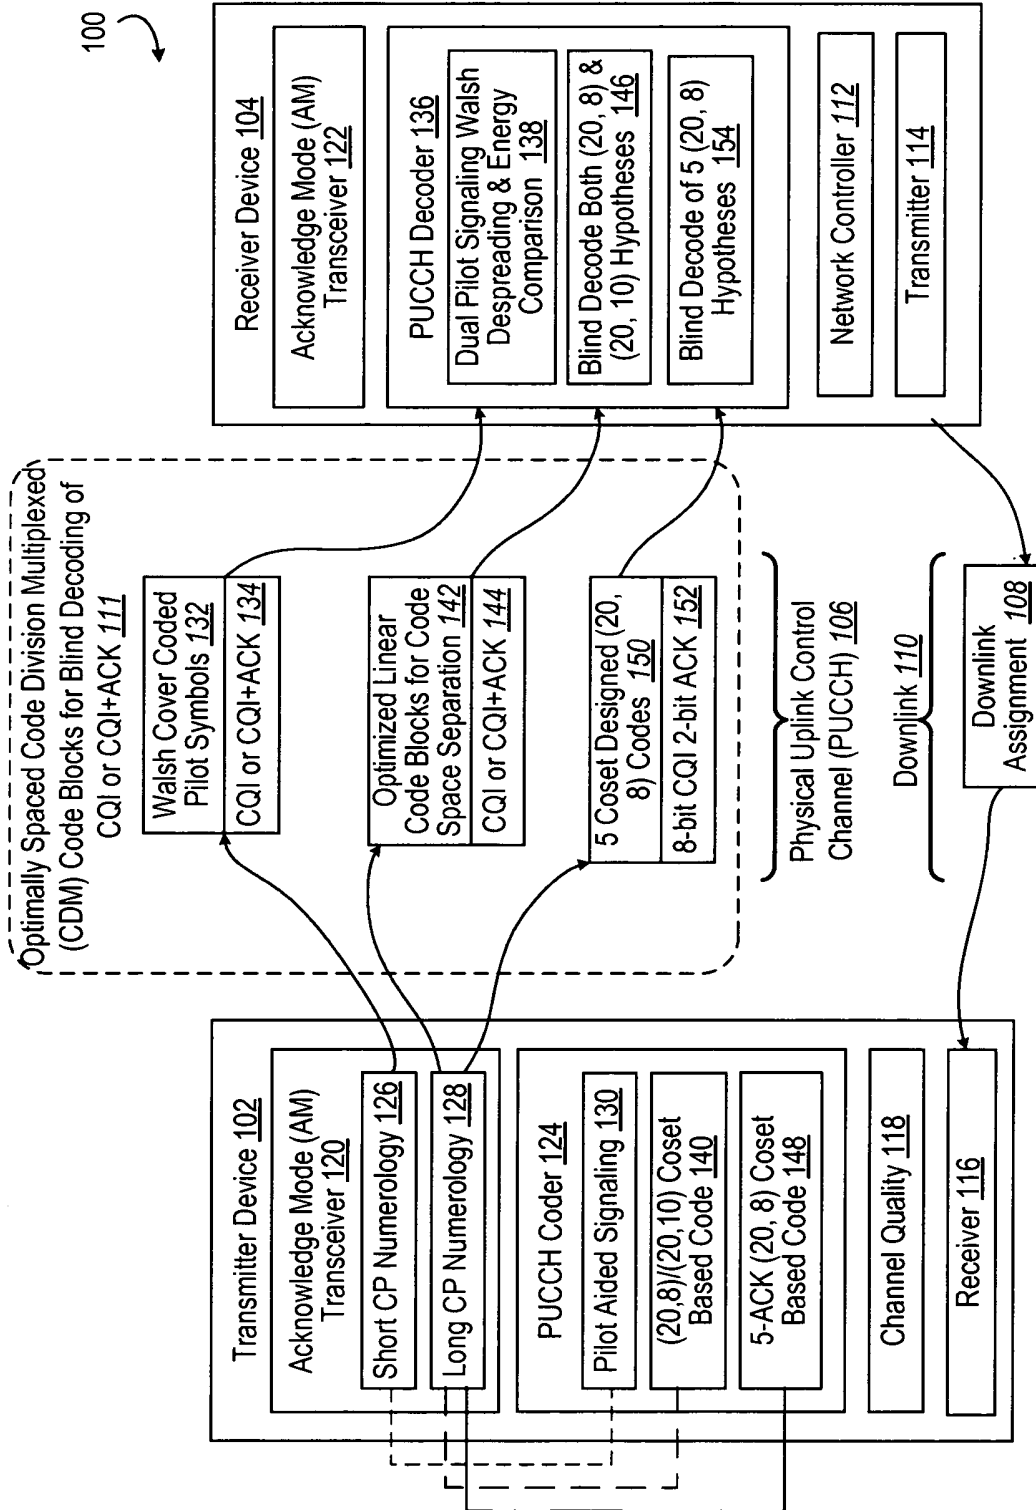 100
Transmitter Device 102
Acknowledge Mode (AM)
Transceiver 120
Short CP Numerology 126
Long CP Numerology 128
PUCCH Coder 124
Pilot Aided Signaling 130
(20,8)/(20,10) Coset
Based Code 140
5-ACK (20, 8) Coset
Based Code 148
Channel Quality 118
Receiver 116
Optimally Spaced Code Division Multiplexed
(CDM) Code Blocks for Blind Decoding of
CQI or CQI+ACK 111
Walsh Cover Coded
Pilot Symbols 132
CQI or CQI+ACK 134
Optimized Linear
Code Blocks for Code
Space Separation 142
CQI or CQI+ACK 144
5 Coset Designed (20,
8) Codes 150
8-bit CQI 2-bit ACK 152
Physical Uplink Control
Channel (PUCCH) 106
Downlink 110
Downlink
Assignment 108
Receiver Device 104
Acknowledge Mode (AM)
Transceiver 122
PUCCH Decoder 136
Dual Pilot Signaling Walsh
Despreading & Energy
Comparison 138
Blind Decode Both (20, 8) &
(20, 10) Hypotheses 146
Blind Decode of 5 (20, 8)
Hypotheses 154
Network Controller 112
Transmitter 114